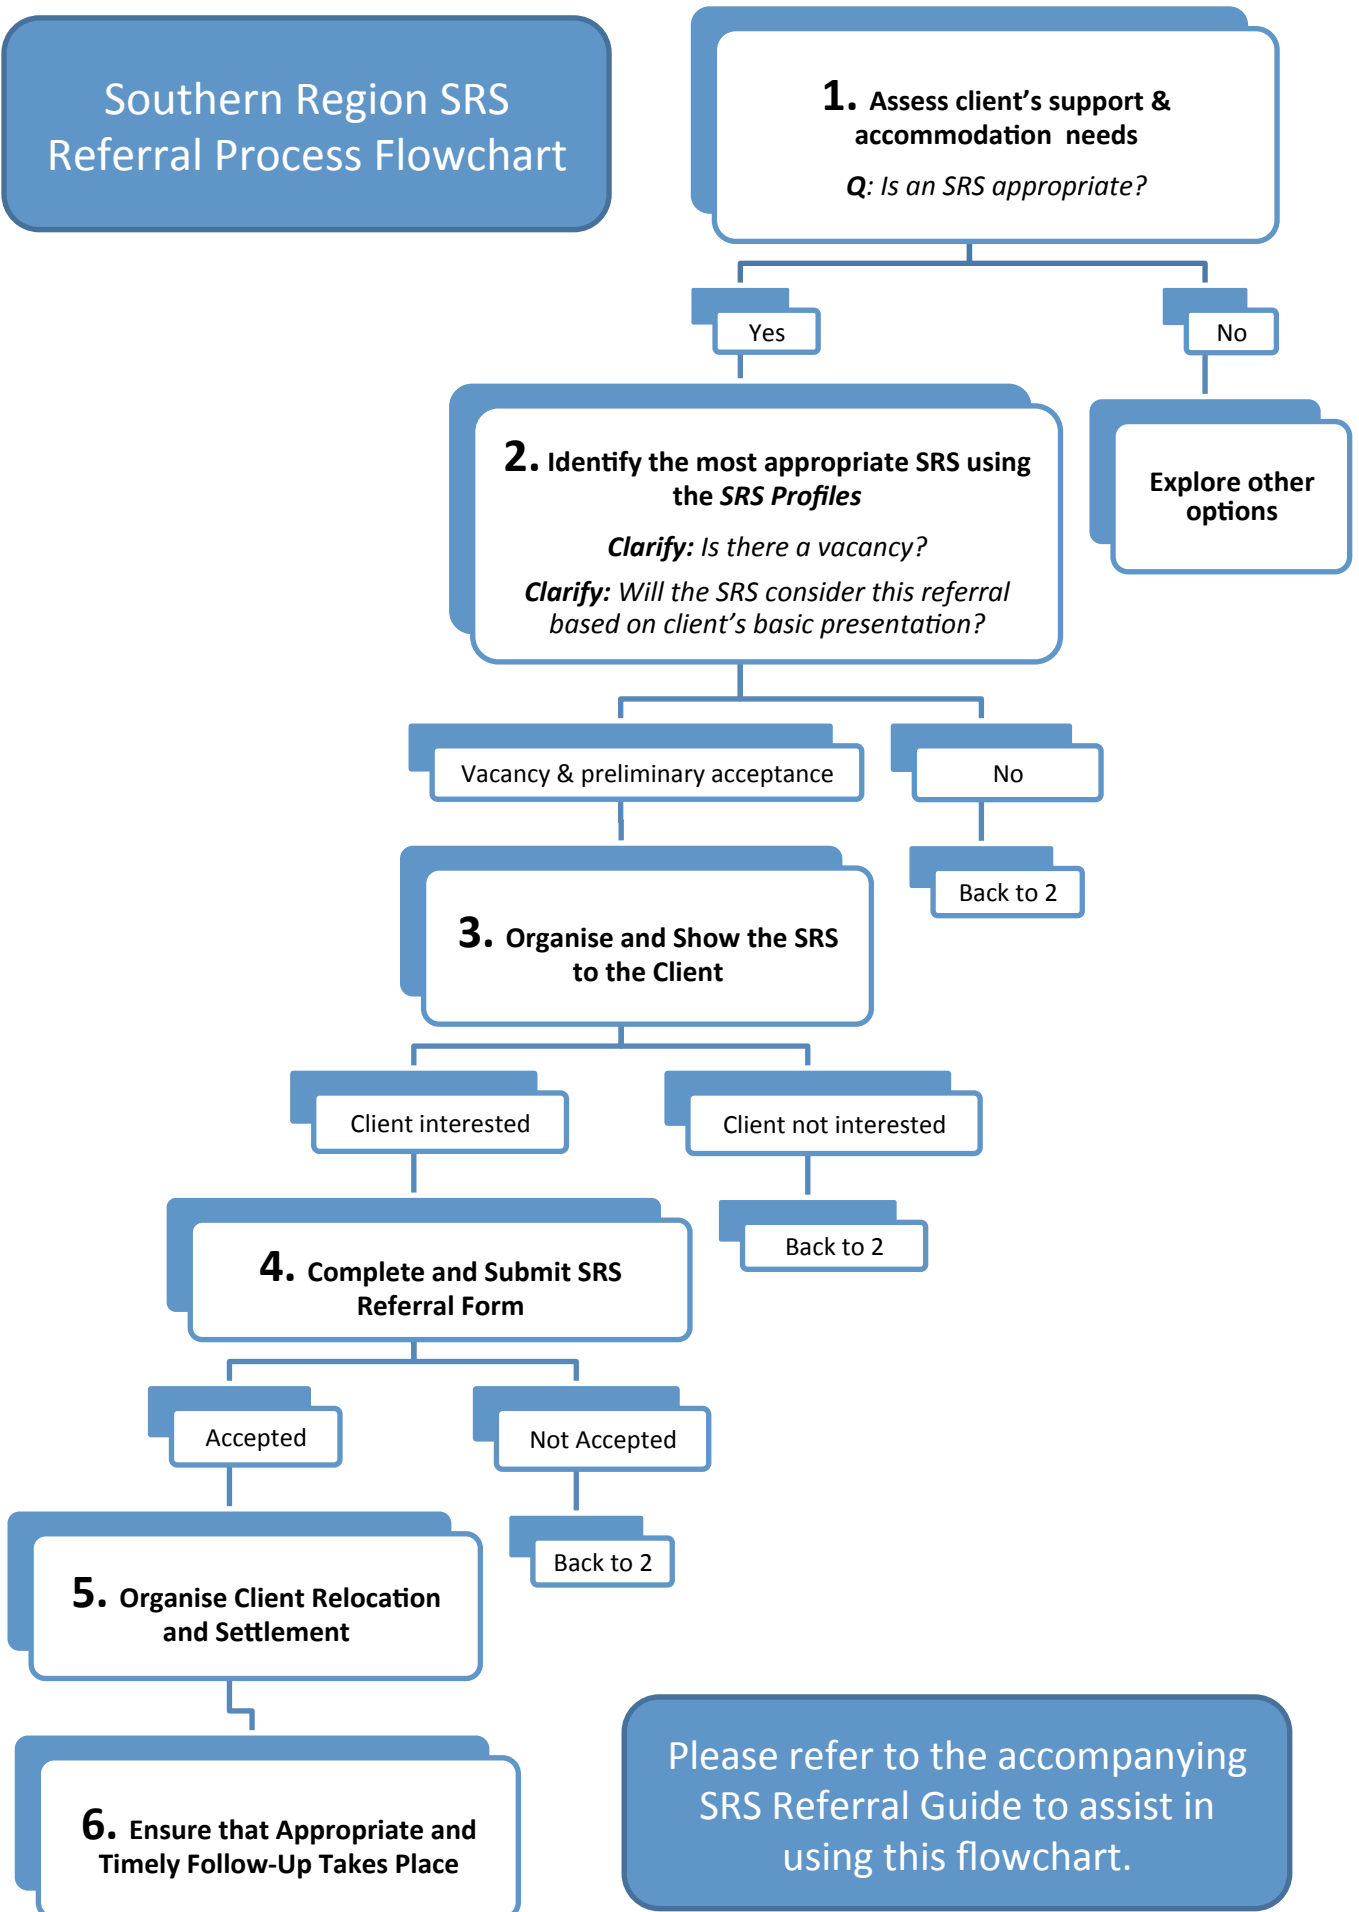 Southern Region SRS
Referral Process Flowchart
1. Assess client's support &
accommodation needs
Q: Is an SRS appropriate?
Yes
No
2. Identify the most appropriate SRS using
the SRS Profiles
Clarify: Is there a vacancy?
Clarify: Will the SRS consider this referral
based on client's basic presentation?
Explore other
options
Vacancy & preliminary acceptance
No
Back to 2
3. Organise and Show the SRS
to the Client
Client interested
Client not interested
Back to 2
4. Complete and Submit SRS
Referral Form
Accepted
Not Accepted
Back to 2
5. Organise Client Relocation
and Settlement
6. Ensure that Appropriate and
Timely Follow-Up Takes Place
Please refer to the accompanying
SRS Referral Guide to assist in
using this flowchart.